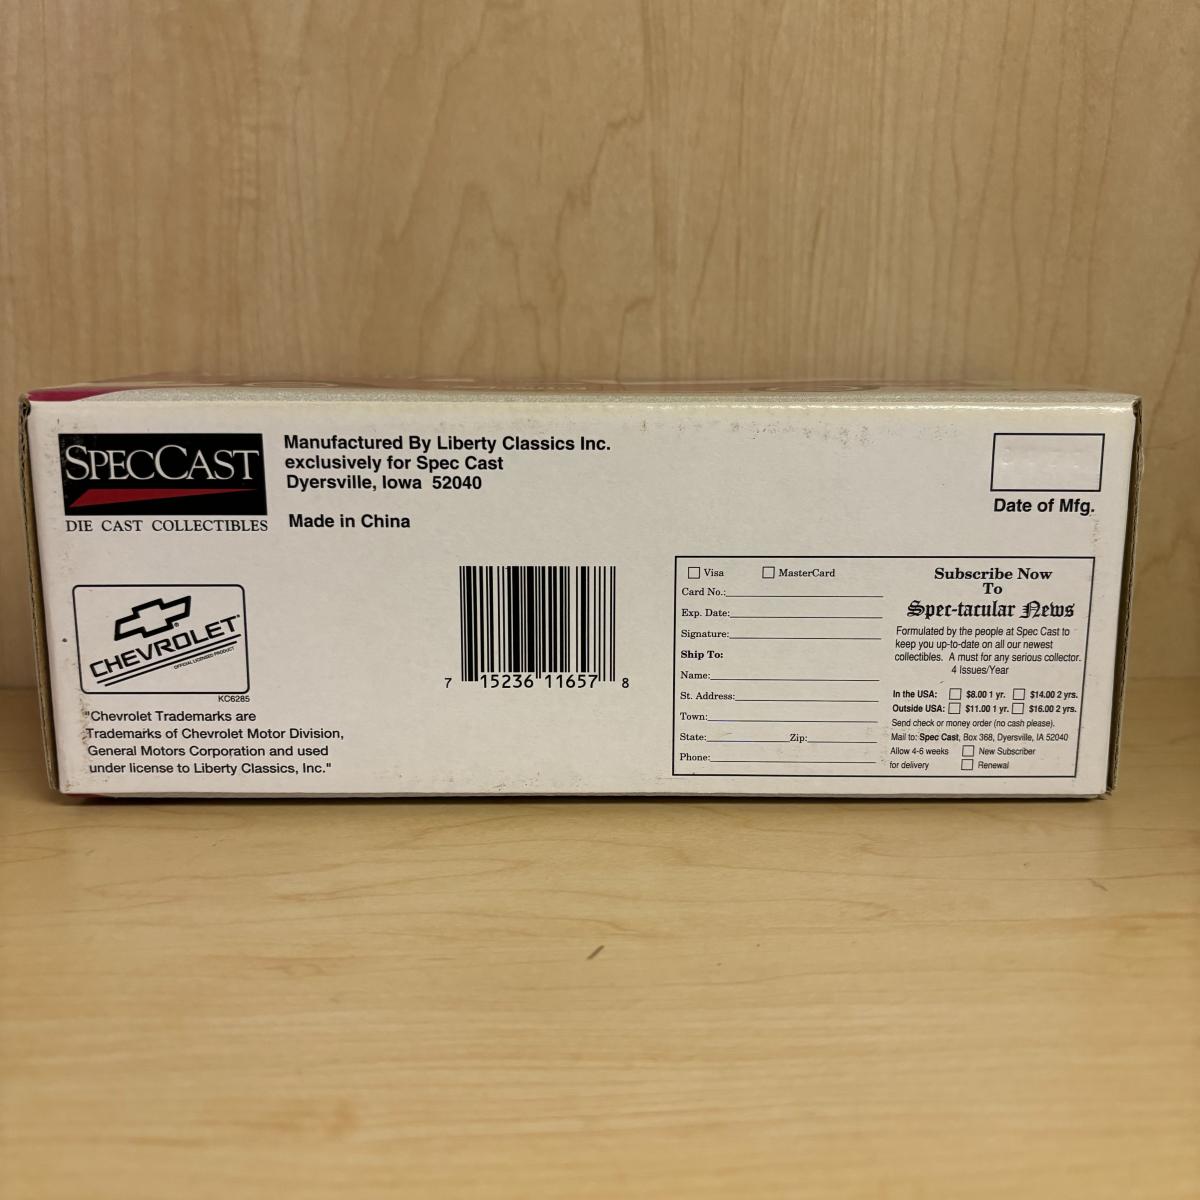 SPECCAST
DIE CAST COLLECTIBLES
Manufactured By Liberty Classics Inc.
exclusively for Spec Cast
Dyersville, Iowa 52040
Made in China
Date of Mfg.
CHEVROLET
OFFICIAL LICENSED PRODUCT
KC6285
"Chevrolet Trademarks are
Trademarks of Chevrolet Motor Division,
General Motors Corporation and used
under license to Liberty Classics, Inc."
7 15236 11657 8
Visa MasterCard
Card No.:
Exp. Date:
Signature:
Ship To:
Name:
St. Address:
Town:
State: Zip:
Phone:
Subscribe Now
To
Spec-tacular News
Formulated by the people at Spec Cast to
keep you up-to-date on all our newest
collectibles. A must for any serious collector.
4 Issues/Year
In the USA: $8.00 1 yr. $14.00 2 yrs.
Outside USA: $11.00 1 yr. $16.00 2 yrs.
Send check or money order (no cash please).
Mail to: Spec Cast, Box 368, Dyersville, IA 52040
Allow 4-6 weeks New Subscriber
for delivery Renewal